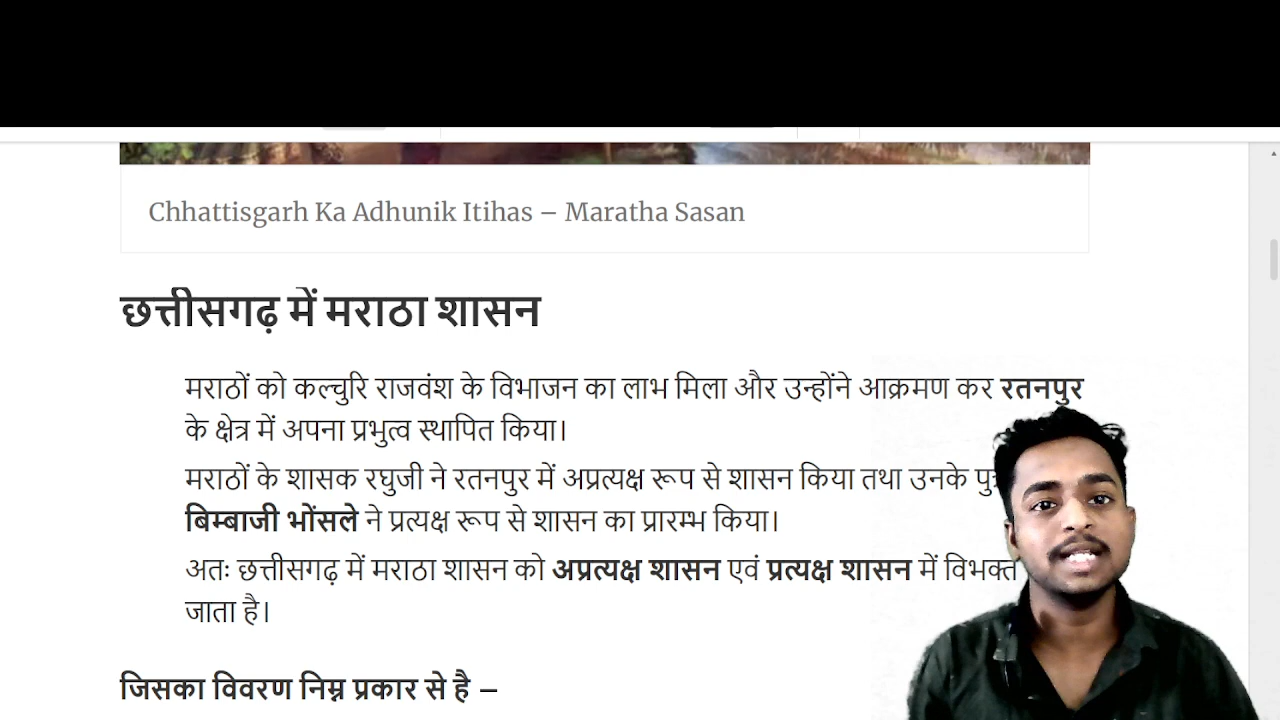 Chhattisgarh Ka Adhunik Itihas – Maratha Sasan
छत्तीसगढ़ में मराठा शासन
मराठों को कल्चुरि राजवंश के विभाजन का लाभ मिला और उन्होंने आक्रमण कर रतनपुर
के क्षेत्र में अपना प्रभुत्व स्थापित किया।
मराठों के शासक रघुजी ने रतनपुर में अप्रत्यक्ष रूप से शासन किया तथा उनके
बिम्बाजी भोंसले ने प्रत्यक्ष रूप से शासन का प्रारम्भ किया।
अतः छत्तीसगढ़ में मराठा शासन को अप्रत्यक्ष शासन एवं प्रत्यक्ष शासन में विभक्त
जाता है।
जिसका विवरण निम्न प्रकार से है –